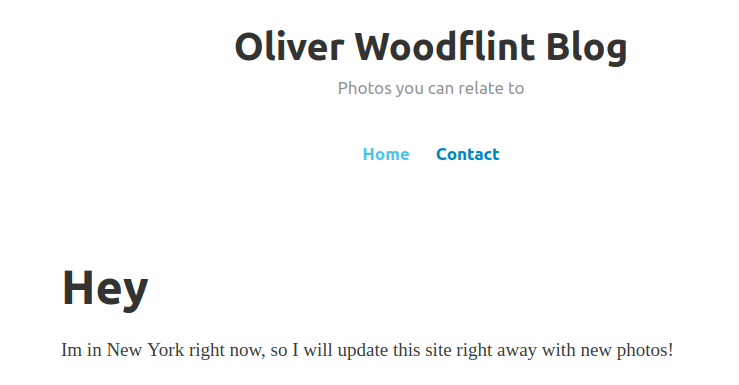 Oliver Woodflint Blog
Photos you can relate to
Home Contact
Hey
Im in New York right now, so I will update this site right away with new photos!